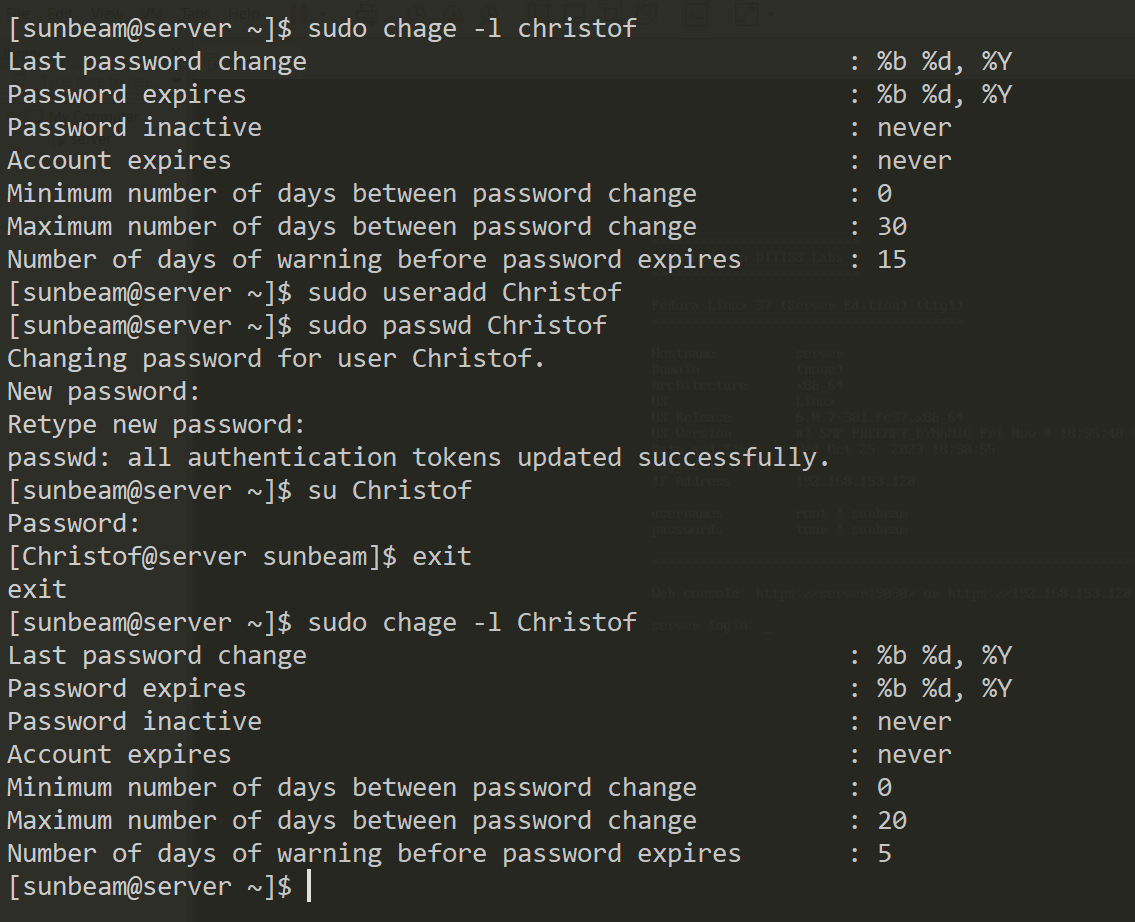 [sunbeam@server ~]$ sudo chage -l christof
Last password change : %b %d, %Y
Password expires : %b %d, %Y
Password inactive : never
Account expires : never
Minimum number of days between password change : 0
Maximum number of days between password change : 30
Number of days of warning before password expires : 15
[sunbeam@server ~]$ sudo useradd Christof
[sunbeam@server ~]$ sudo passwd Christof
Changing password for user Christof.
New password:
Retype new password:
passwd: all authentication tokens updated successfully.
[sunbeam@server ~]$ su Christof
Password:
[Christof@server sunbeam]$ exit
exit
[sunbeam@server ~]$ sudo chage -l Christof
Last password change : %b %d, %Y
Password expires : %b %d, %Y
Password inactive : never
Account expires : never
Minimum number of days between password change : 0
Maximum number of days between password change : 20
Number of days of warning before password expires : 5
[sunbeam@server ~]$